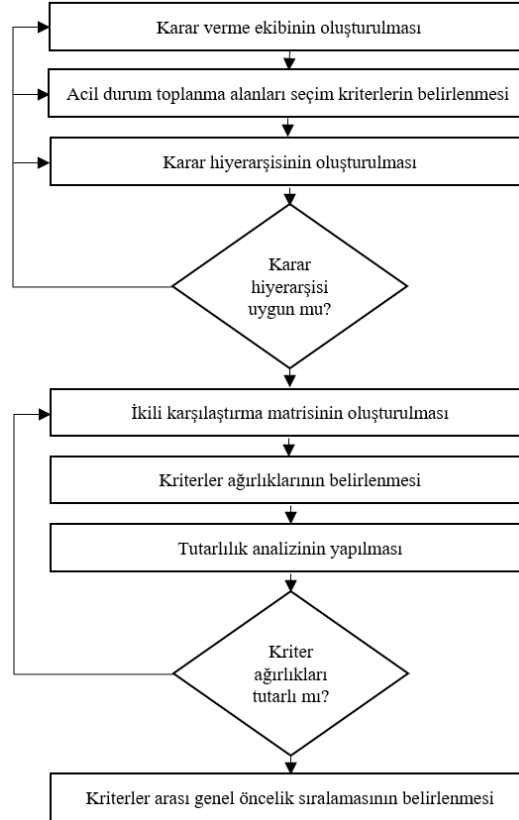 Karar verme ekibinin oluşturulması
Acil durum toplanma alanları seçim kriterlerin belirlenmesi
Karar hiyerarşisinin oluşturulması
Karar
hiyerarşisi
uygun mu?
İkili karşılaştırma matrisinin oluşturulması
Kriterler ağırlıklarının belirlenmesi
Tutarlılık analizinin yapılması
Kriter
ağırlıkları
tutarlı mı?
Kriterler arası genel öncelik sıralamasının belirlenmesi